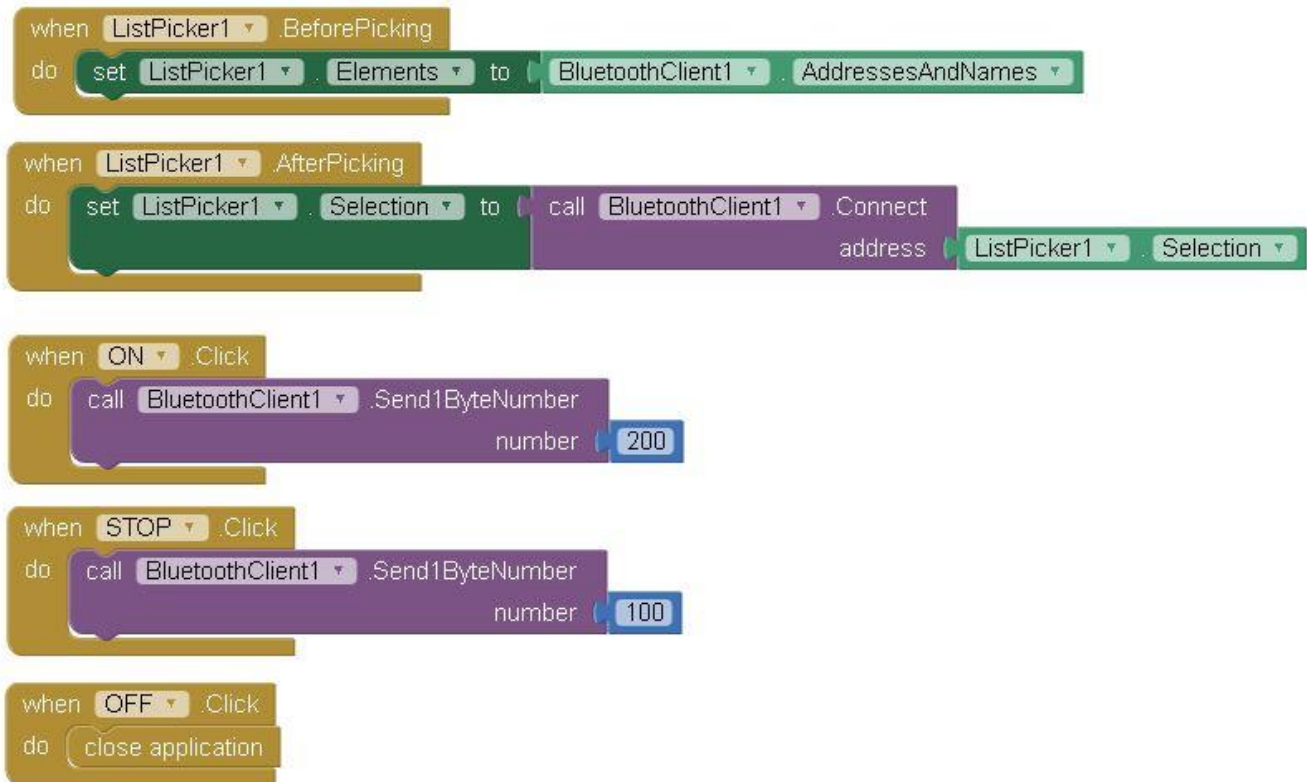 when ListPicker1 .BeforePicking
do set ListPicker1 . Elements to BluetoothClient1 . AddressesAndNames
when ListPicker1 .AfterPicking
do set ListPicker1 . Selection to call BluetoothClient1 .Connect
address ListPicker1 . Selection
when ON .Click
do call BluetoothClient1 .Send1ByteNumber
number 200
when STOP .Click
do call BluetoothClient1 .Send1ByteNumber
number 100
when OFF .Click
do close application